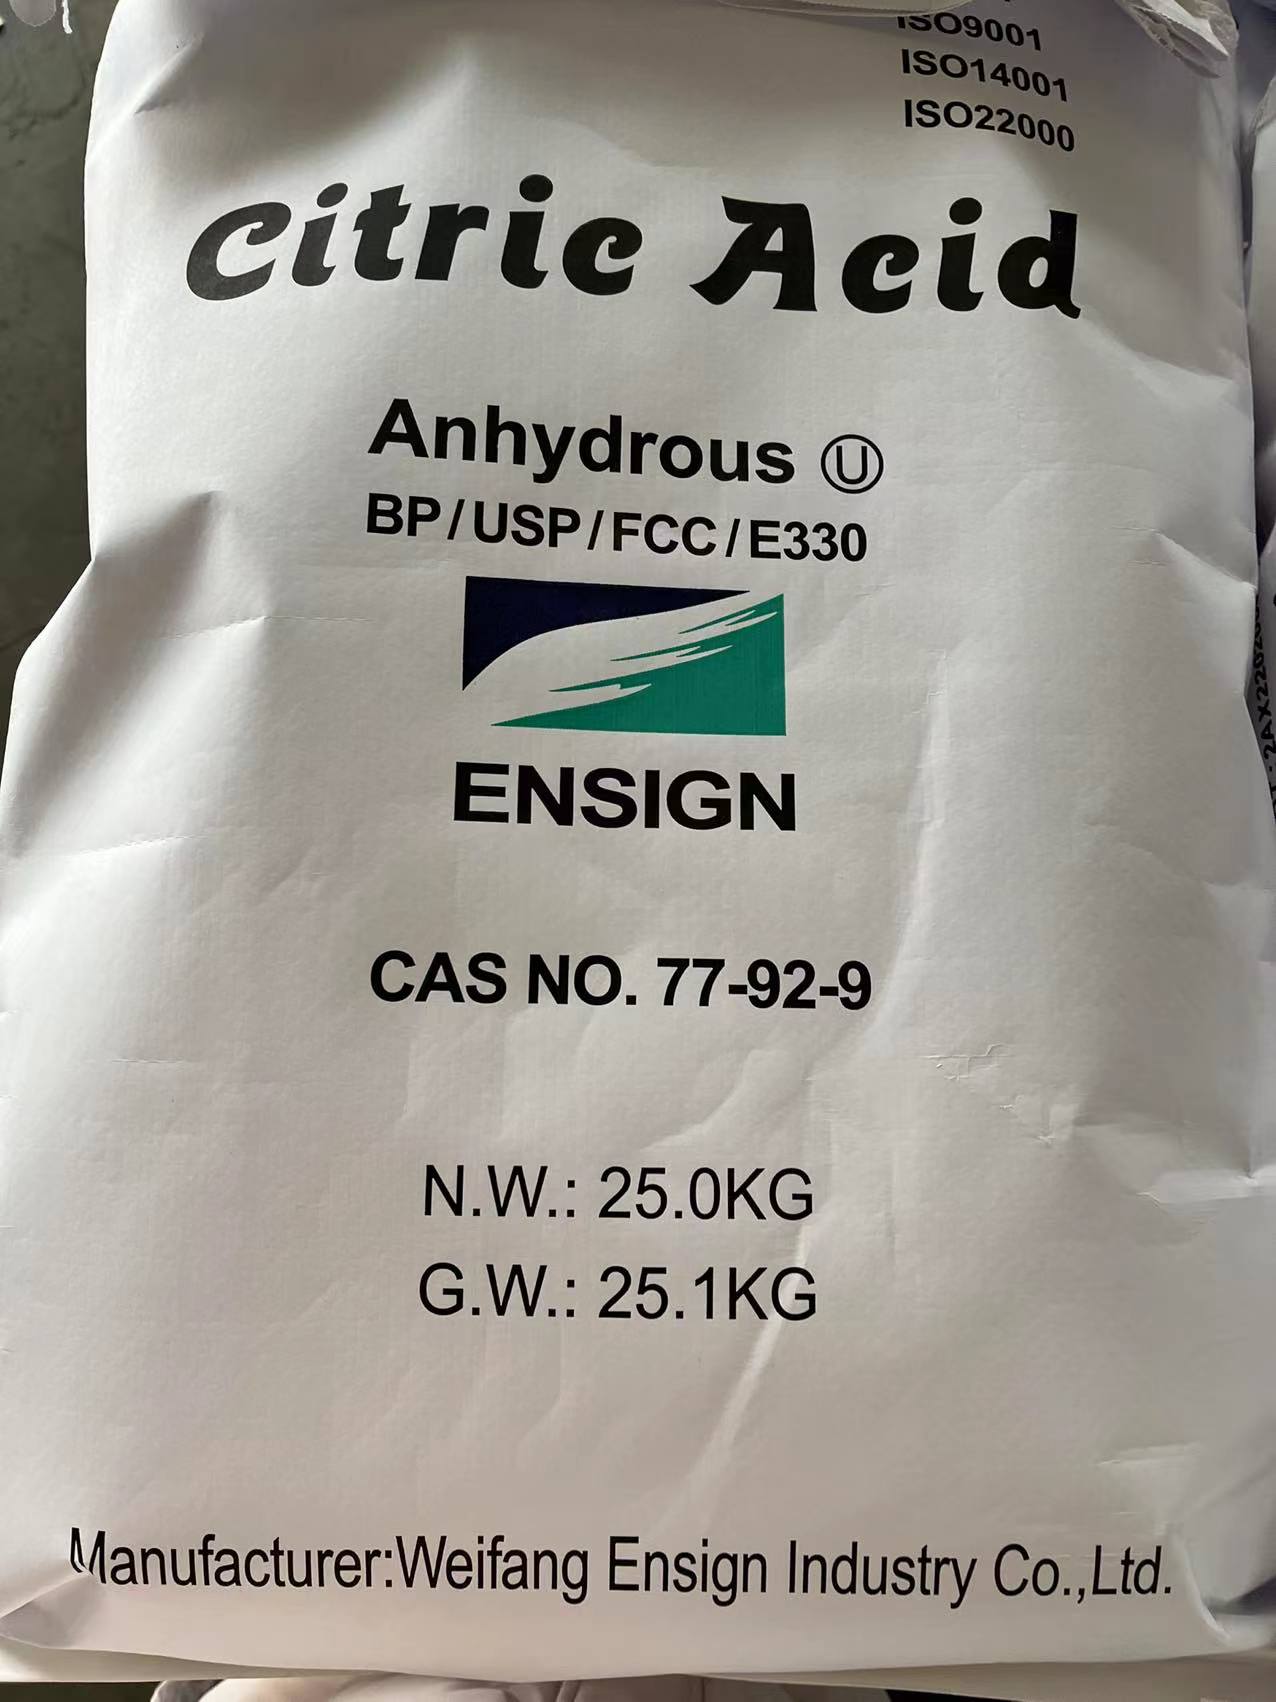 ISO9001
ISO14001
ISO22000
Citric Acid
Anhydrous Ⓤ
BP/USP/FCC/E330
ENSIGN
CAS NO. 77-92-9
N.W.: 25.0KG
G.W.: 25.1KG
Manufacturer:Weifang Ensign Industry Co.,Ltd.